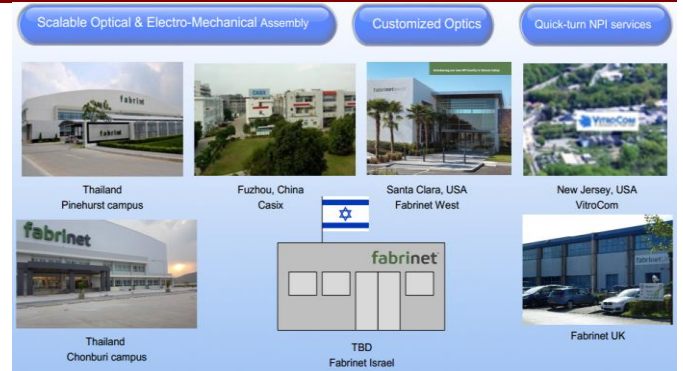 Scalable Optical & Electro-Mechanical Assembly
Customized Optics
Quick-turn NPI services
fabrinet
fabrinet
fabrinet
VITROCOM
Thailand
Pinehurst campus
Fuzhou, China
Casix
Santa Clara, USA
Fabrinet West
New Jersey, USA
VitroCom
fabrinet
fabrinet
fabrinet
Thailand
Chonburi campus
TBD
Fabrinet Israel
Fabrinet UK